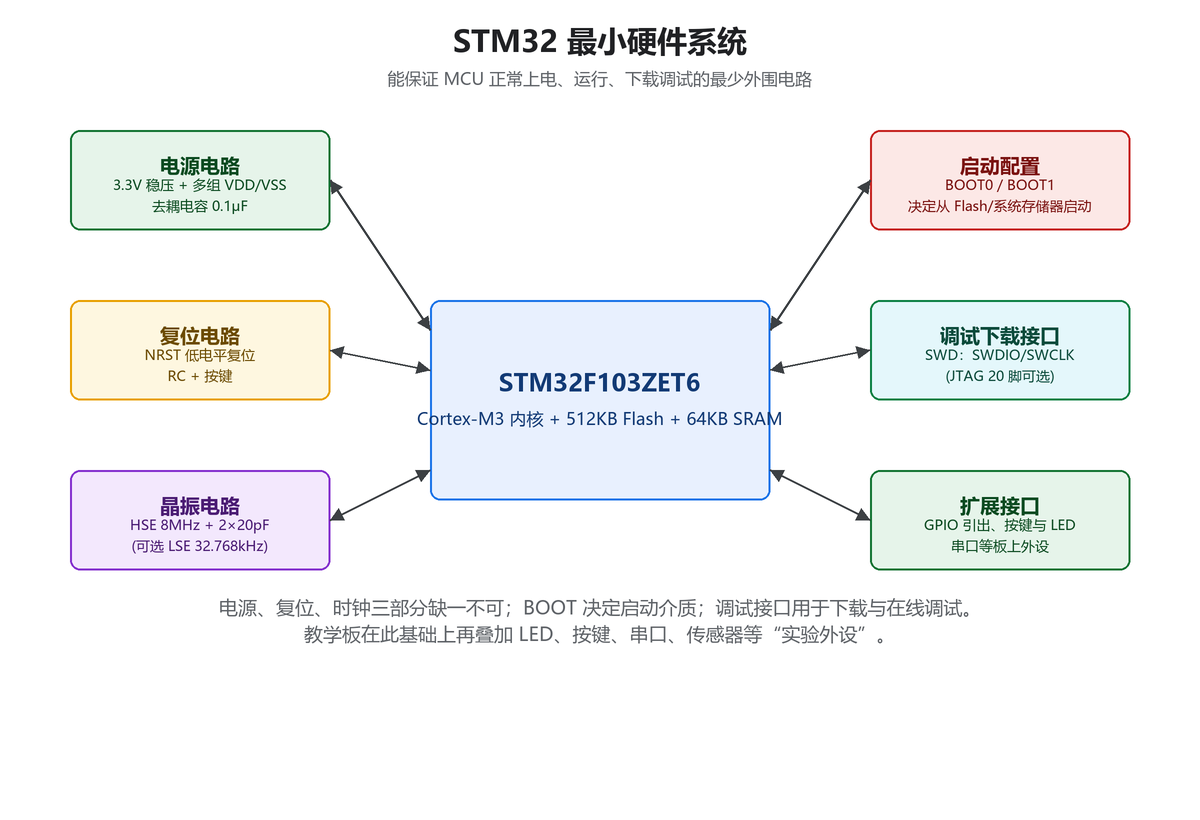 STM32 最小硬件系统
能保证 MCU 正常上电、运行、下载调试的最少外围电路
电源电路
3.3V 稳压 + 多组 VDD/VSS
去耦电容 0.1μF
启动配置
BOOT0 / BOOT1
决定从 Flash/系统存储器启动
复位电路
NRST 低电平复位
RC + 按键
STM32F103ZET6
Cortex-M3 内核 + 512KB Flash + 64KB SRAM
调试下载接口
SWD：SWDIO/SWCLK
(JTAG 20 脚可选)
晶振电路
HSE 8MHz + 2×20pF
(可选 LSE 32.768kHz)
扩展接口
GPIO 引出、按键与 LED
串口等板上外设
电源、复位、时钟三部分缺一不可；BOOT 决定启动介质；调试接口用于下载与在线调试。
教学板在此基础上再叠加 LED、按键、串口、传感器等“实验外设”。